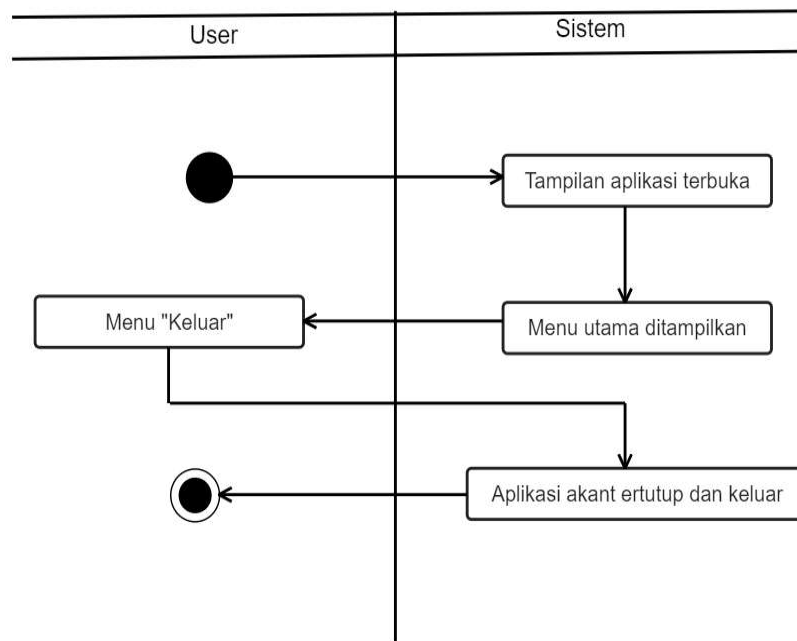 User
Sistem
Tampilan aplikasi terbuka
Menu "Keluar"
Menu utama ditampilkan
Aplikasi akant ertutup dan keluar